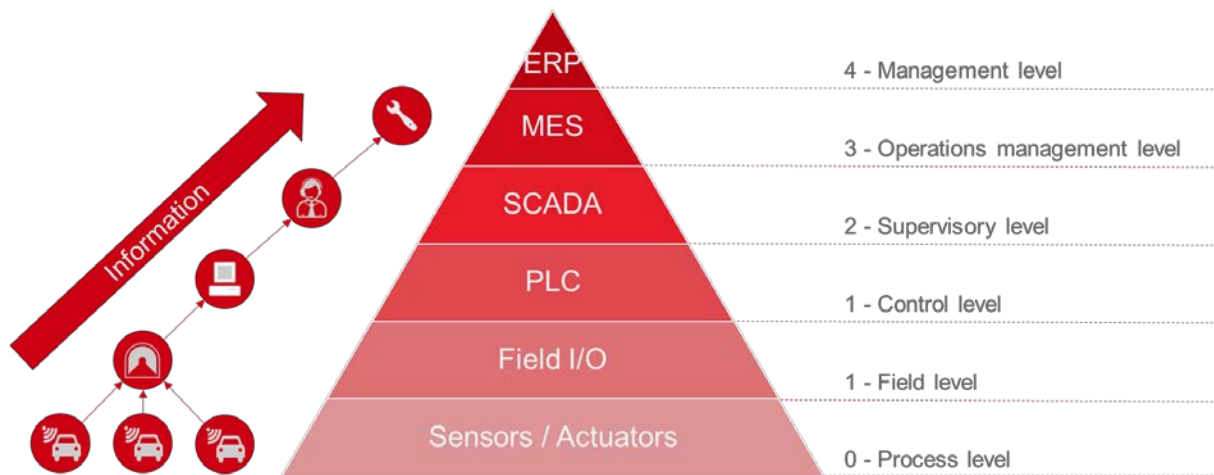 ERP
4 - Management level
MES
3 - Operations management level
Information
SCADA
2 - Supervisory level
PLC
1 - Control level
Field I/O
1 - Field level
Sensors / Actuators
0 - Process level